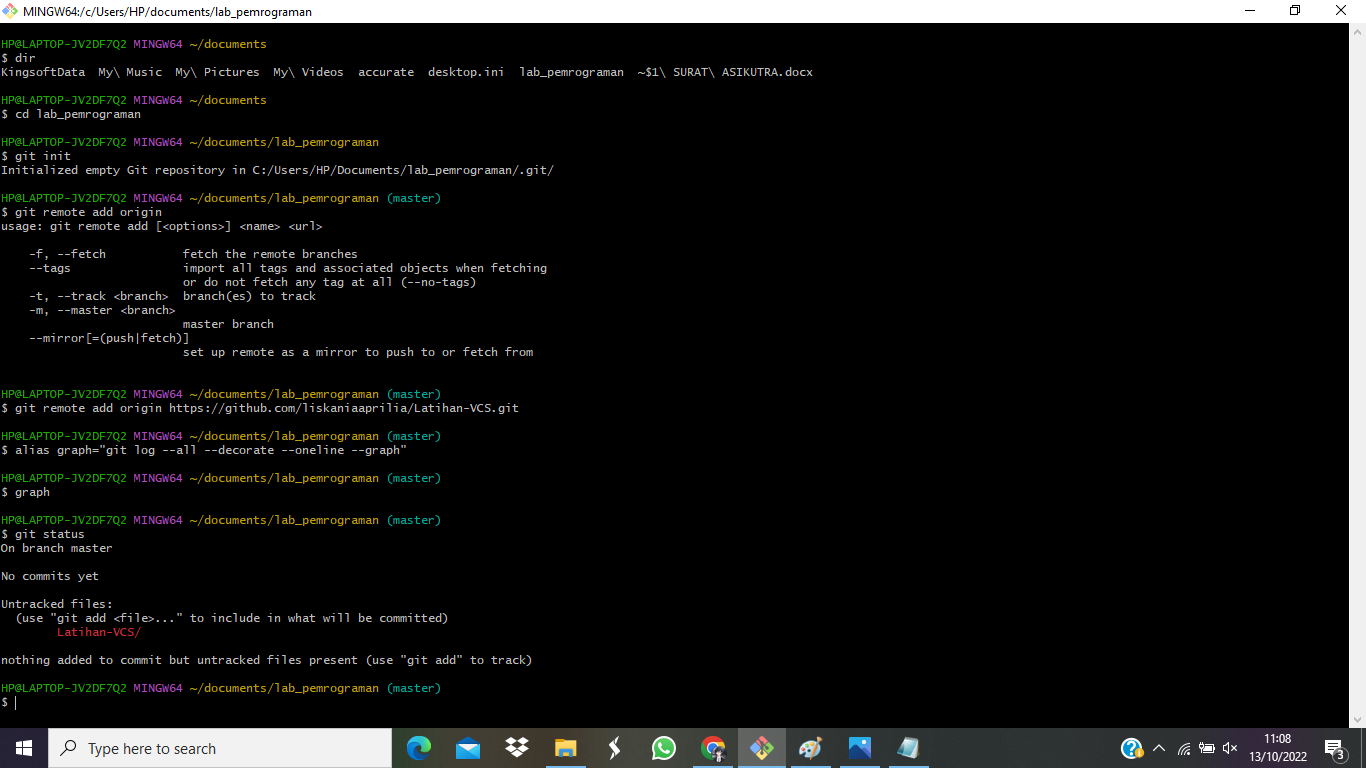 MINGW64:/c/Users/HP/documents/lab_pemrograman
HP@LAPTOP-JV2DF7Q2 MINGW64 ~/documents
$ dir
KingsoftData  My\ Music  My\ Pictures  My\ Videos  accurate  desktop.ini  lab_pemrograman  ~$1\ SURAT\ ASIKUTRA.docx
HP@LAPTOP-JV2DF7Q2 MINGW64 ~/documents
$ cd lab_pemrograman
HP@LAPTOP-JV2DF7Q2 MINGW64 ~/documents/lab_pemrograman
$ git init
Initialized empty Git repository in C:/Users/HP/Documents/lab_pemrograman/.git/
HP@LAPTOP-JV2DF7Q2 MINGW64 ~/documents/lab_pemrograman (master)
$ git remote add origin
usage: git remote add [<options>] <name> <url>
    -f, --fetch           fetch the remote branches
    --tags                import all tags and associated objects when fetching
                          or do not fetch any tag at all (--no-tags)
    -t, --track <branch>  branch(es) to track
    -m, --master <branch>
                          master branch
    --mirror[=(push|fetch)]
                          set up remote as a mirror to push to or fetch from
HP@LAPTOP-JV2DF7Q2 MINGW64 ~/documents/lab_pemrograman (master)
$ git remote add origin https://github.com/liskaniaaprilia/Latihan-VCS.git
HP@LAPTOP-JV2DF7Q2 MINGW64 ~/documents/lab_pemrograman (master)
$ alias graph="git log --all --decorate --oneline --graph"
HP@LAPTOP-JV2DF7Q2 MINGW64 ~/documents/lab_pemrograman (master)
$ graph
HP@LAPTOP-JV2DF7Q2 MINGW64 ~/documents/lab_pemrograman (master)
$ git status
On branch master
No commits yet
Untracked files:
  (use "git add <file>..." to include in what will be committed)
        Latihan-VCS/
nothing added to commit but untracked files present (use "git add" to track)
HP@LAPTOP-JV2DF7Q2 MINGW64 ~/documents/lab_pemrograman (master)
$
Type here to search
11:08
13/10/2022
3